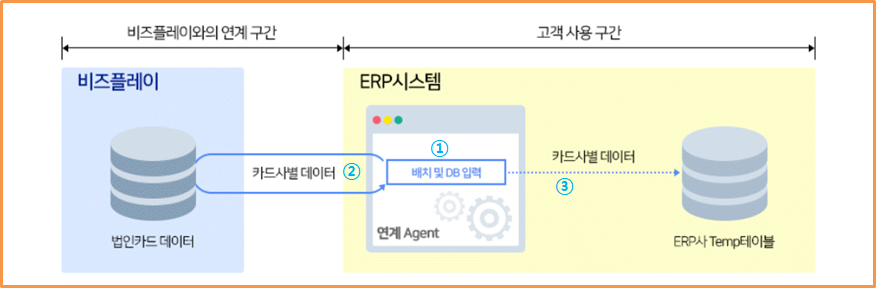 비즈플레이와의 연계 구간
고객 사용 구간
비즈플레이
ERP시스템
①
배치 및 DB 입력
카드사별 데이터 ②
카드사별 데이터
③
연계 Agent
법인카드 데이터
ERP사 Temp테이블